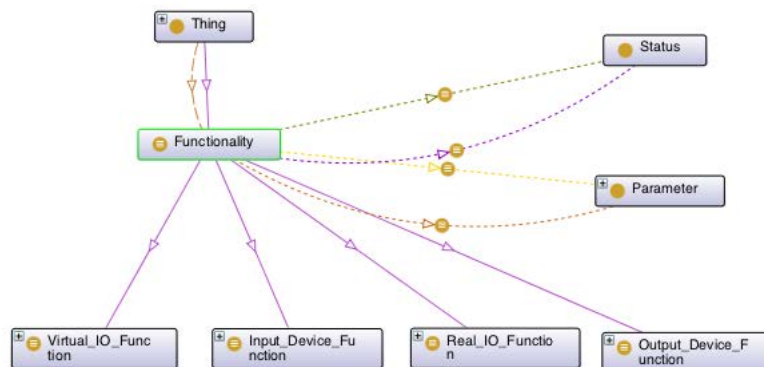 Thing
Status
Functionality
Parameter
Virtual_IO_Func
tion
Input_Device_Fu
nction
Real_IO_Functio
n
Output_Device_F
unction